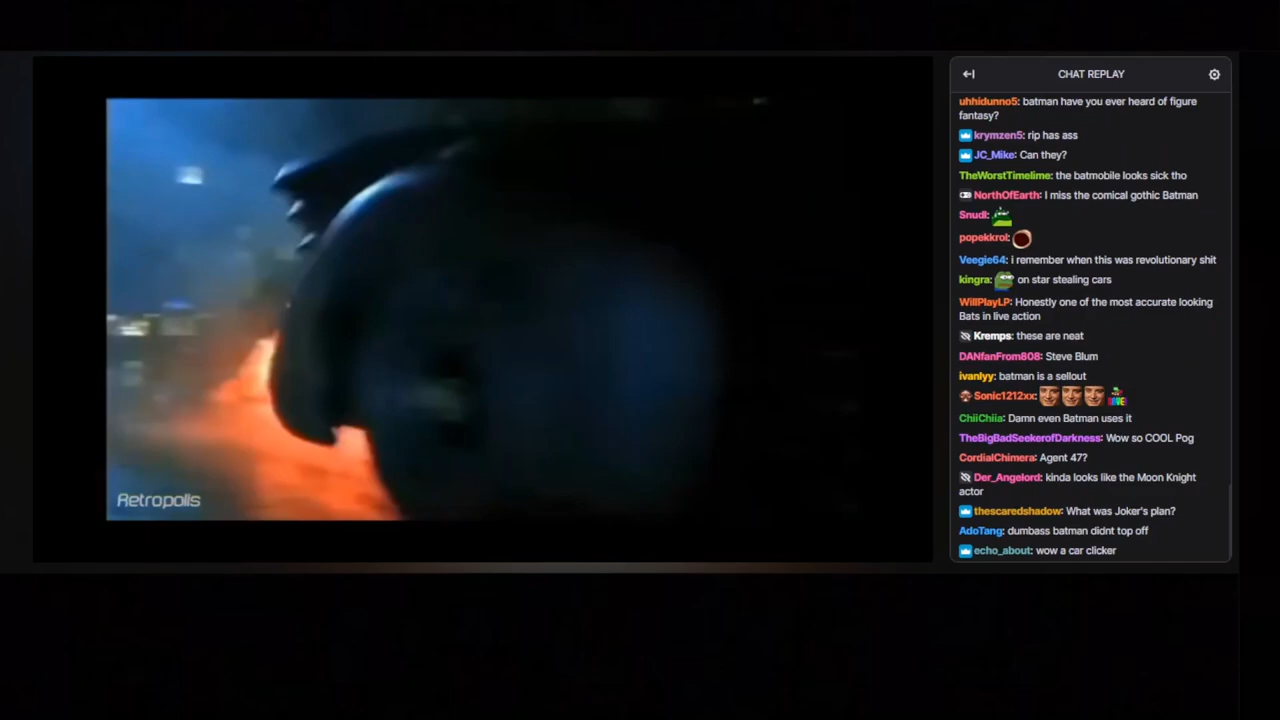 CHAT REPLAY
uhhidunno5: batman have you ever heard of figure
fantasy?
krymzen5: rip has ass
JC_Mike: Can they?
TheWorstTimelime: the batmobile looks sick tho
NorthOfEarth: I miss the comical gothic Batman
Snudl:
popekkrol:
Veegie64: i remember when this was revolutionary shit
kingra: on star stealing cars
WillPlayLP: Honestly one of the most accurate looking
Bats in live action
Kremps: these are neat
DANfanFrom808: Steve Blum
ivanlyy: batman is a sellout
Sonic1212xx:
ChiiChiia: Damn even Batman uses it
TheBigBadSeekerofDarkness: Wow so COOL Pog
CordialChimera: Agent 47?
Der_Angelord: kinda looks like the Moon Knight
actor
thescaredshadow: What was Joker's plan?
AdoTang: dumbass batman didnt top off
echo_about: wow a car clicker
Retropolis